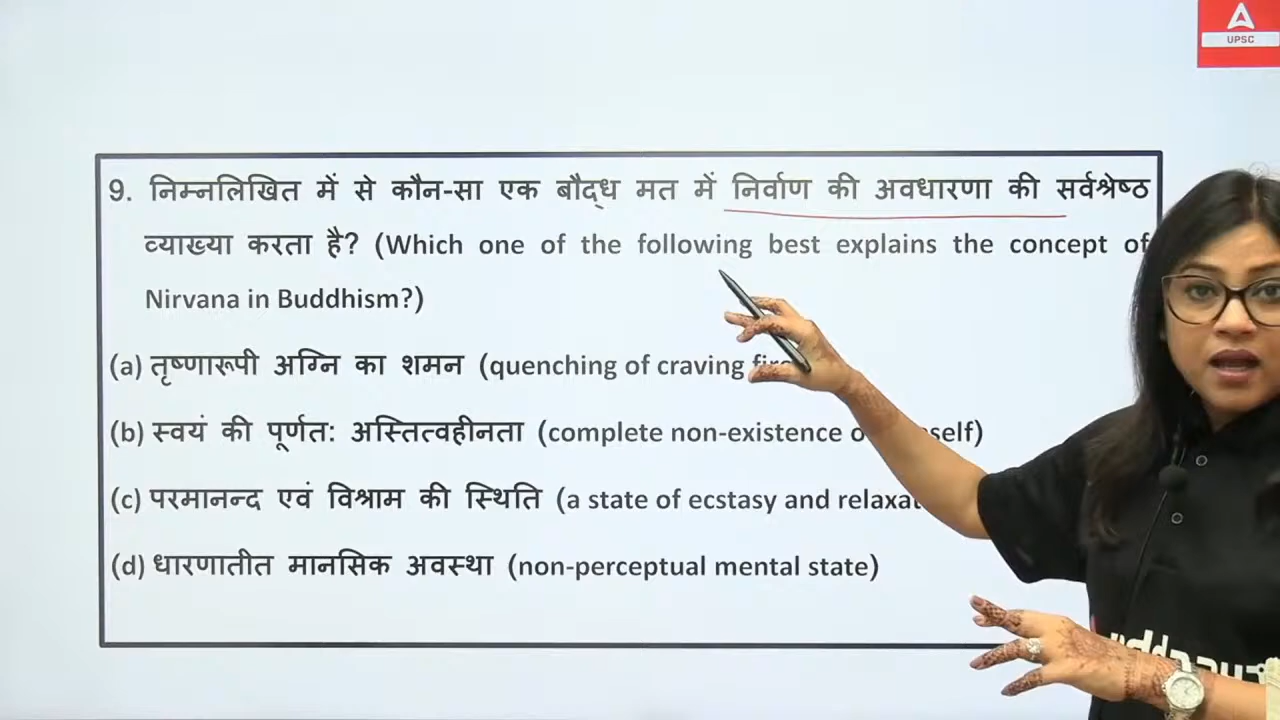 UPSC
9. निम्नलिखित में से कौन-सा एक बौद्ध मत में निर्वाण की अवधारणा की सर्वश्रेष्ठ
व्याख्या करता है? (Which one of the following best explains the concept of
Nirvana in Buddhism?)
(a) तृष्णारूपी अग्नि का शमन (quenching of craving
(b) स्वयं की पूर्णत: अस्तित्वहीनता (complete non-existence
(c) परमानन्द एवं विश्राम की स्थिति (a state of ecstasy and
(d) धारणातीत मानसिक अवस्था (non-perceptual mental state)